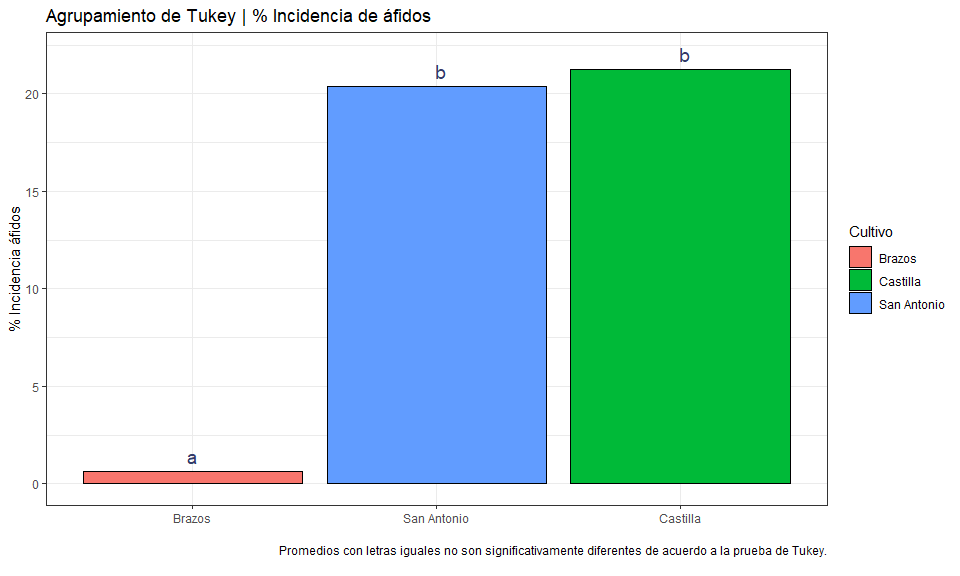 Agrupamiento de Tukey | % Incidencia de áfidos
% Incidencia áfidos
20
15
10
5
0
a
b
b
Brazos
San Antonio
Castilla
Cultivo
Brazos
Castilla
San Antonio
Promedios con letras iguales no son significativamente diferentes de acuerdo a la prueba de Tukey.